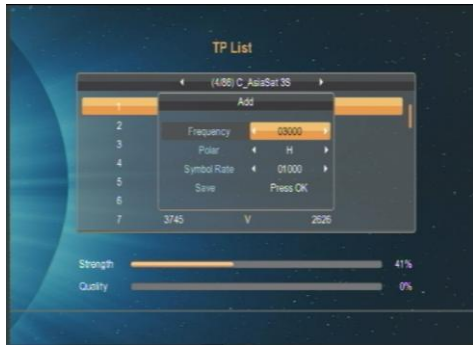 TP List
(4/86) C_AsiaSat 3S
Add
1
2
3
4
5
6
7 3745 V 2626
Frequency 03000
Polar H
Symbol Rate 01000
Save Press OK
Strength 41%
Quality 0%